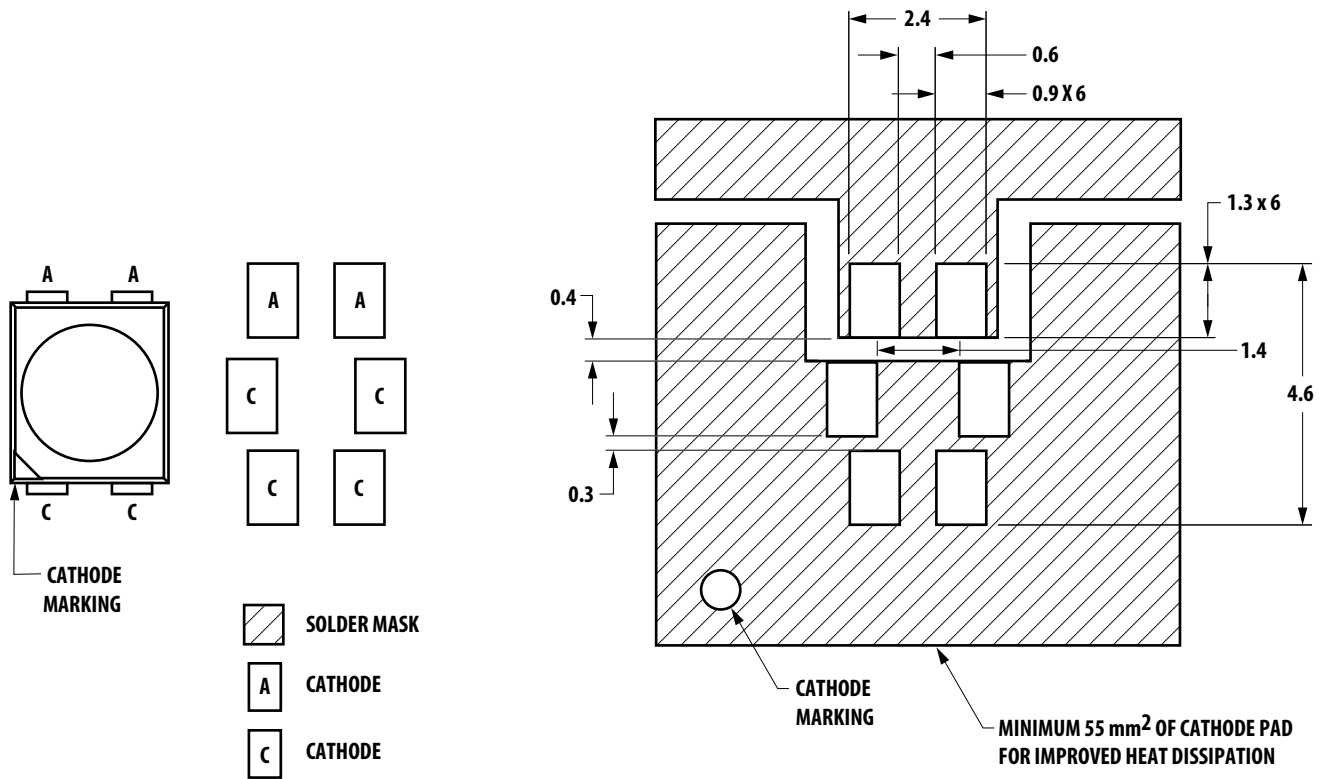 2.4
0.6
0.9 X 6
1.3 x 6
A A
A A
0.4
1.4
C C
4.6
C C
0.3
C C
CATHODE
MARKING
SOLDER MASK
A CATHODE
C CATHODE
CATHODE
MARKING
MINIMUM 55 mm² OF CATHODE PAD
FOR IMPROVED HEAT DISSIPATION